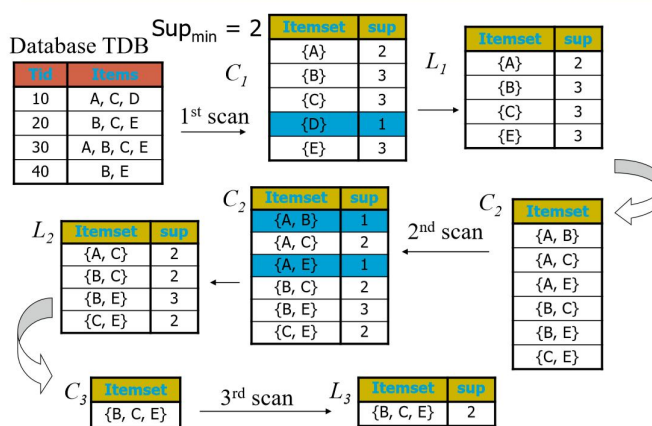 Sup_min = 2
Database TDB
Tid Items
10 A, C, D
20 B, C, E
30 A, B, C, E
40 B, E
1st scan
C1
Itemset sup
{A} 2
{B} 3
{C} 3
{D} 1
{E} 3
L1
Itemset sup
{A} 2
{B} 3
{C} 3
{E} 3
C2
Itemset
{A, B}
{A, C}
{A, E}
{B, C}
{B, E}
{C, E}
2nd scan
C2
Itemset sup
{A, B} 1
{A, C} 2
{A, E} 1
{B, C} 2
{B, E} 3
{C, E} 2
L2
Itemset sup
{A, C} 2
{B, C} 2
{B, E} 3
{C, E} 2
C3
Itemset
{B, C, E}
3rd scan
L3
Itemset sup
{B, C, E} 2